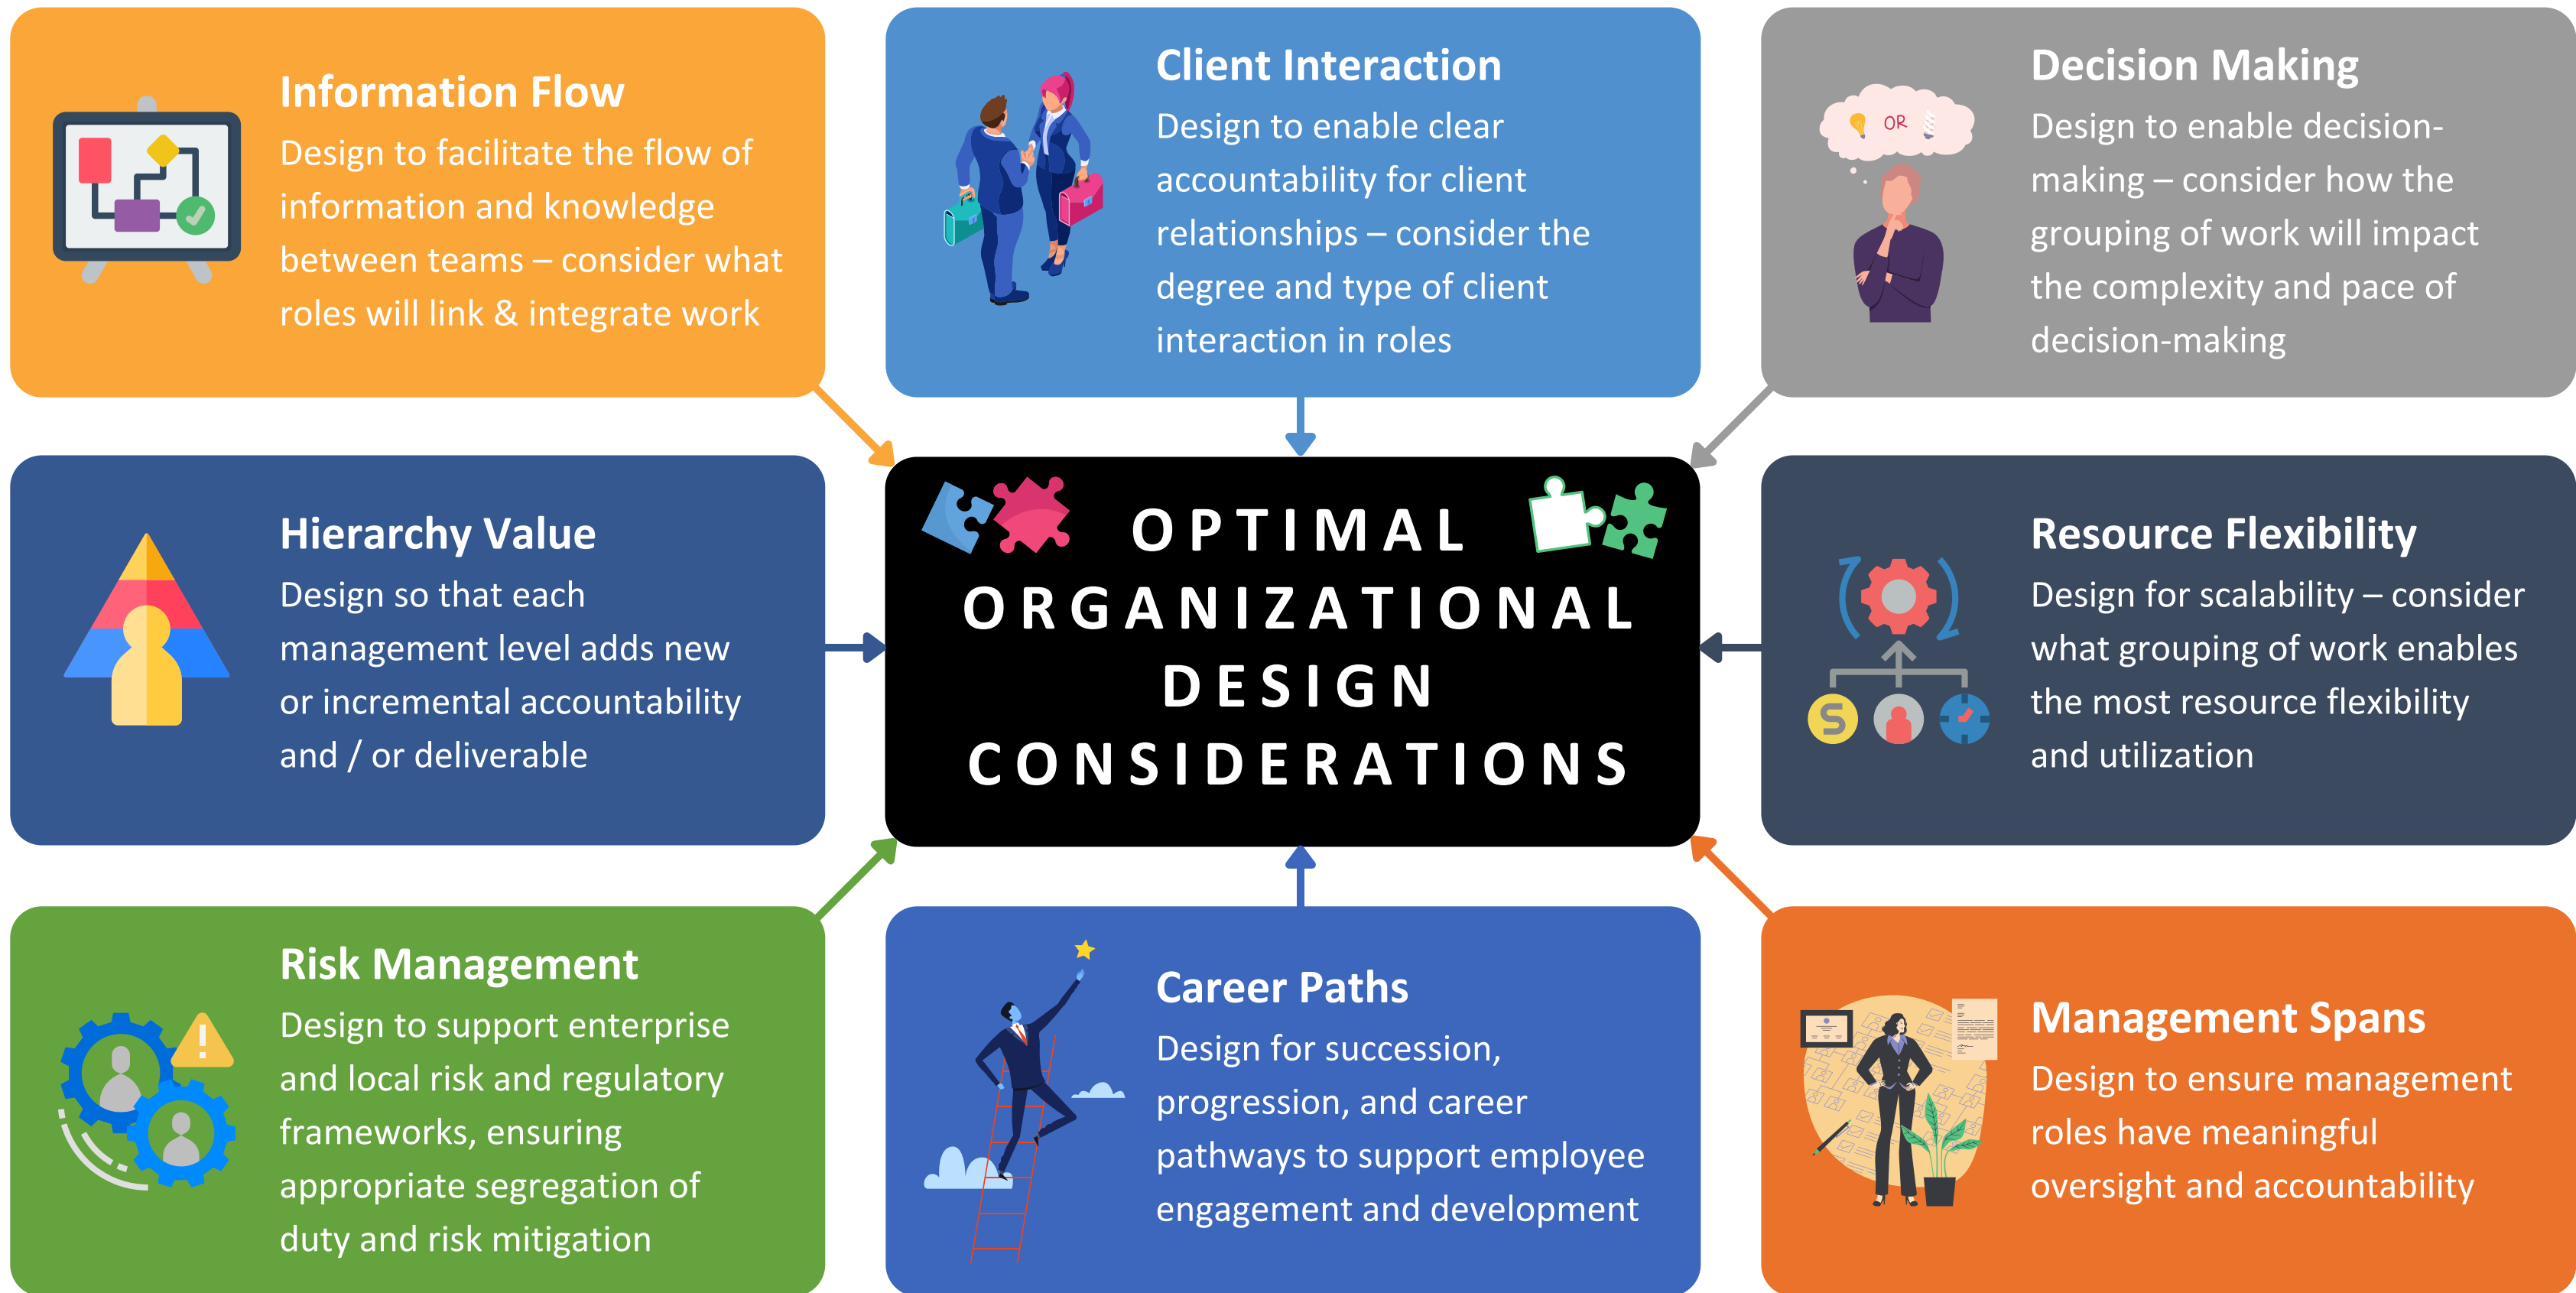 Information Flow
Design to facilitate the flow of
information and knowledge
between teams – consider what
roles will link & integrate work
Client Interaction
Design to enable clear
accountability for client
relationships – consider the
degree and type of client
interaction in roles
OR
Decision Making
Design to enable decision-
making – consider how the
grouping of work will impact
the complexity and pace of
decision-making
Hierarchy Value
Design so that each
management level adds new
or incremental accountability
and / or deliverable
OPTIMAL
ORGANIZATIONAL
DESIGN
CONSIDERATIONS
Resource Flexibility
Design for scalability – consider
what grouping of work enables
the most resource flexibility
and utilization
Risk Management
Design to support enterprise
and local risk and regulatory
frameworks, ensuring
appropriate segregation of
duty and risk mitigation
Career Paths
Design for succession,
progression, and career
pathways to support employee
engagement and development
Management Spans
Design to ensure management
roles have meaningful
oversight and accountability